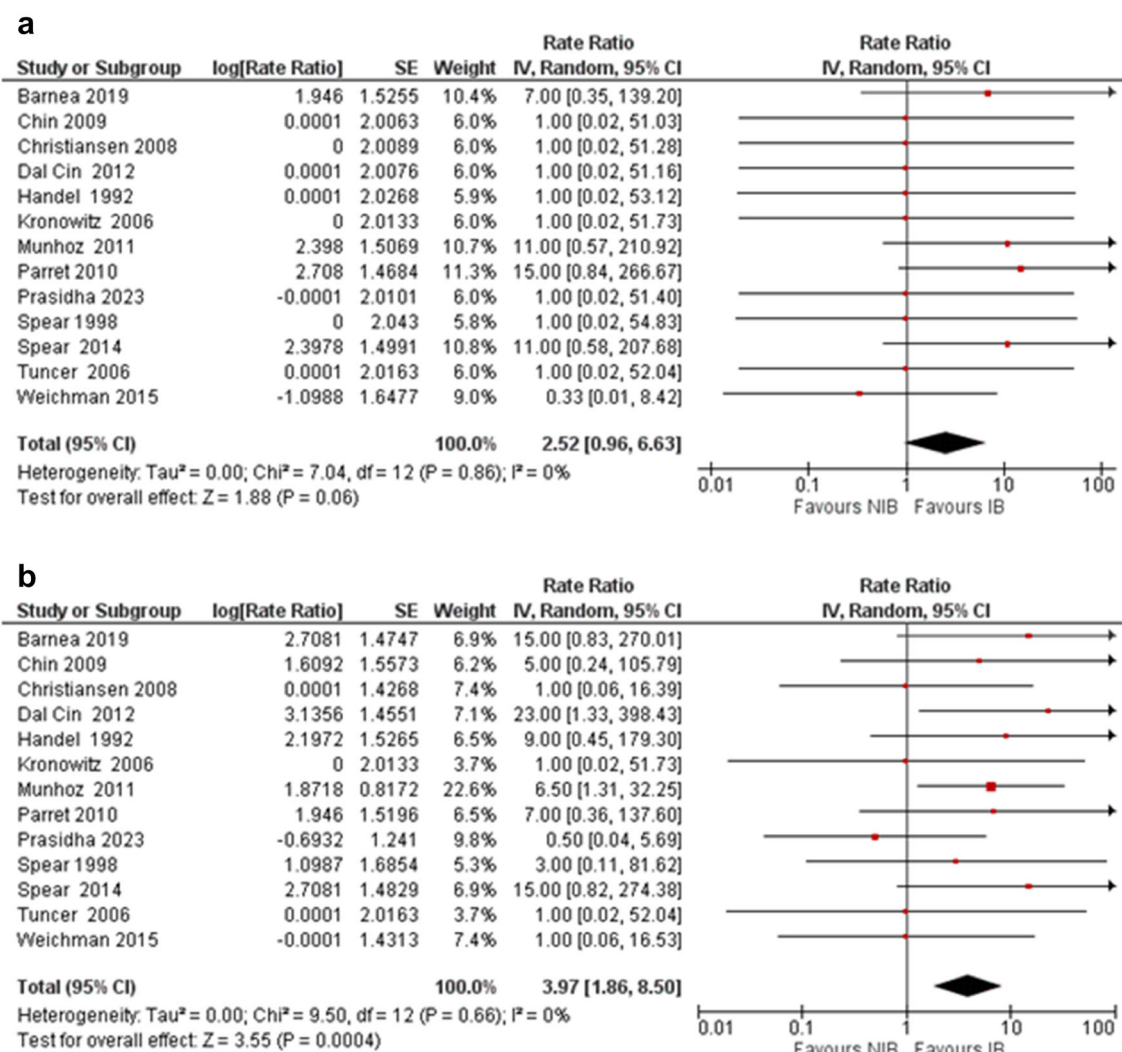 a
Rate Ratio Rate Ratio
Study or Subgroup log[Rate Ratio] SE Weight IV, Random, 95% CI IV, Random, 95% CI
Barnea 2019 1.946 1.5255 10.4% 7.00 [0.35, 139.20]
Chin 2009 0.0001 2.0063 6.0% 1.00 [0.02, 51.03]
Christiansen 2008 0 2.0089 6.0% 1.00 [0.02, 51.28]
Dal Cin 2012 0.0001 2.0076 6.0% 1.00 [0.02, 51.16]
Handel 1992 0.0001 2.0268 5.9% 1.00 [0.02, 53.12]
Kronowitz 2006 0 2.0133 6.0% 1.00 [0.02, 51.73]
Munhoz 2011 2.398 1.5069 10.7% 11.00 [0.57, 210.92]
Parret 2010 2.708 1.4684 11.3% 15.00 [0.84, 266.67]
Prasidha 2023 -0.0001 2.0101 6.0% 1.00 [0.02, 51.40]
Spear 1998 0 2.043 5.8% 1.00 [0.02, 54.83]
Spear 2014 2.3978 1.4991 10.8% 11.00 [0.58, 207.68]
Tuncer 2006 0.0001 2.0163 6.0% 1.00 [0.02, 52.04]
Weichman 2015 -1.0988 1.6477 9.0% 0.33 [0.01, 8.42]
Total (95% CI) 100.0% 2.52 [0.96, 6.63]
Heterogeneity: Tau² = 0.00; Chi² = 7.04, df = 12 (P = 0.86); I² = 0%
Test for overall effect: Z = 1.88 (P = 0.06)
0.01 0.1 1 10 100
Favours NIB Favours IB
b
Rate Ratio Rate Ratio
Study or Subgroup log[Rate Ratio] SE Weight IV, Random, 95% CI IV, Random, 95% CI
Barnea 2019 2.7081 1.4747 6.9% 15.00 [0.83, 270.01]
Chin 2009 1.6092 1.5573 6.2% 5.00 [0.24, 105.79]
Christiansen 2008 0.0001 1.4268 7.4% 1.00 [0.06, 16.39]
Dal Cin 2012 3.1356 1.4551 7.1% 23.00 [1.33, 398.43]
Handel 1992 2.1972 1.5265 6.5% 9.00 [0.45, 179.30]
Kronowitz 2006 0 2.0133 3.7% 1.00 [0.02, 51.73]
Munhoz 2011 1.8718 0.8172 22.6% 6.50 [1.31, 32.25]
Parret 2010 1.946 1.5196 6.5% 7.00 [0.36, 137.60]
Prasidha 2023 -0.6932 1.241 9.8% 0.50 [0.04, 5.69]
Spear 1998 1.0987 1.6854 5.3% 3.00 [0.11, 81.62]
Spear 2014 2.7081 1.4829 6.9% 15.00 [0.82, 274.38]
Tuncer 2006 0.0001 2.0163 3.7% 1.00 [0.02, 52.04]
Weichman 2015 -0.0001 1.4313 7.4% 1.00 [0.06, 16.53]
Total (95% CI) 100.0% 3.97 [1.86, 8.50]
Heterogeneity: Tau² = 0.00; Chi² = 9.50, df = 12 (P = 0.66); I² = 0%
Test for overall effect: Z = 3.55 (P = 0.0004)
0.01 0.1 1 10 100
Favours NIB Favours IB